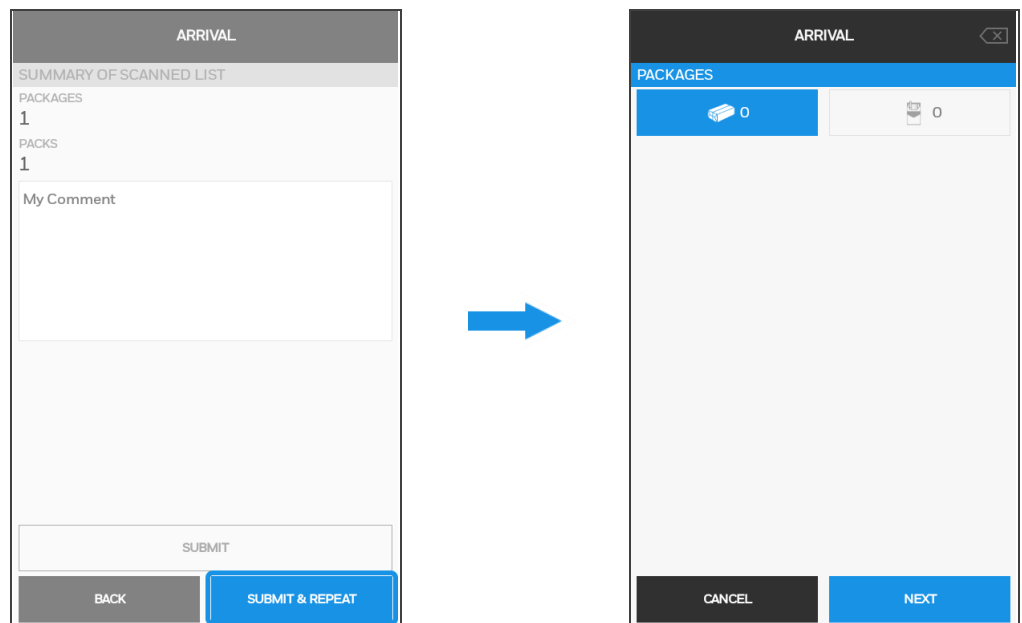 ARRIVAL
SUMMARY OF SCANNED LIST
PACKAGES
1
PACKS
1
My Comment
SUBMIT
BACK
SUBMIT & REPEAT
ARRIVAL
PACKAGES
0
0
CANCEL
NEXT